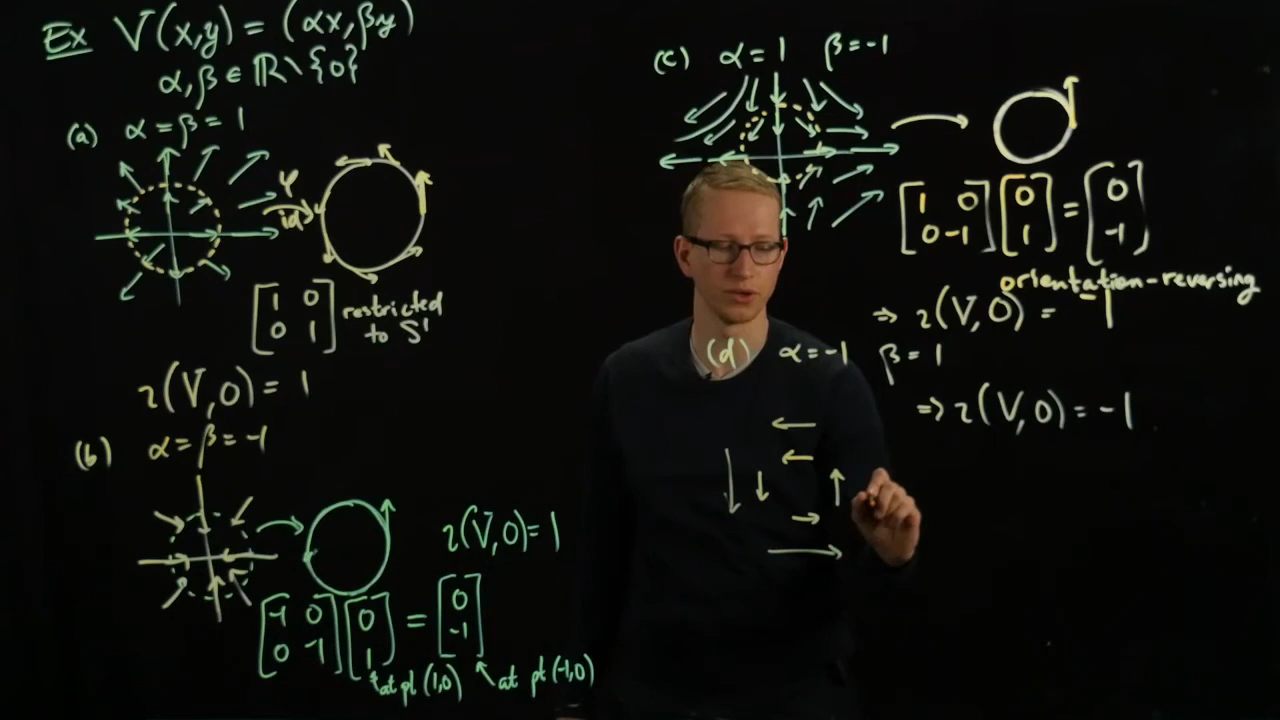 Ex V(x,y) = (αx, βy)
α, β ∈ ℝ \ {0}
(a) α = β = 1
φ
id
[1 0; 0 1] restricted to S¹
ι(V, 0) = 1
(b) α = β = -1
ι(V, 0) = 1
[-1 0; 0 -1] [0; 1] = [0; -1]
at pt (1,0)
at pt (-1,0)
(c) α = 1 β = -1
[1 0; 0 -1] [0; 1] = [0; -1]
orientation-reversing
⇒ ι(V, 0) = -1
(d) α = -1 β = 1
⇒ ι(V, 0) = -1